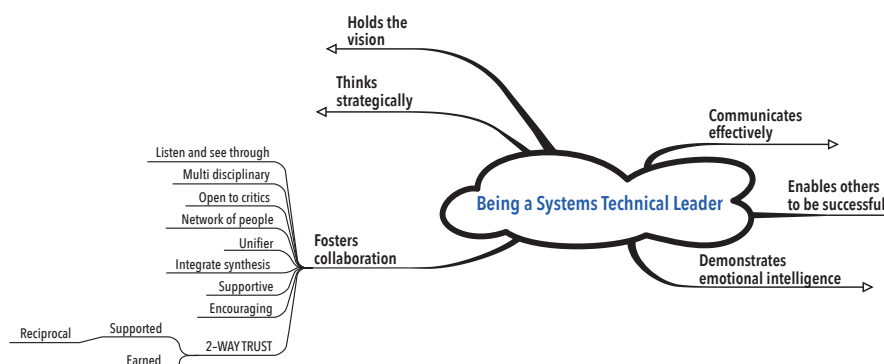 Holds the
vision
Thinks
strategically
Communicates
effectively
Being a Systems Technical Leader
Enables others
to be successful
Demonstrates
emotional intelligence
Fosters
collaboration
Listen and see through
Multi disciplinary
Open to critics
Network of people
Unifier
Integrate synthesis
Supportive
Encouraging
2-WAY TRUST
Supported
Reciprocal
Earned